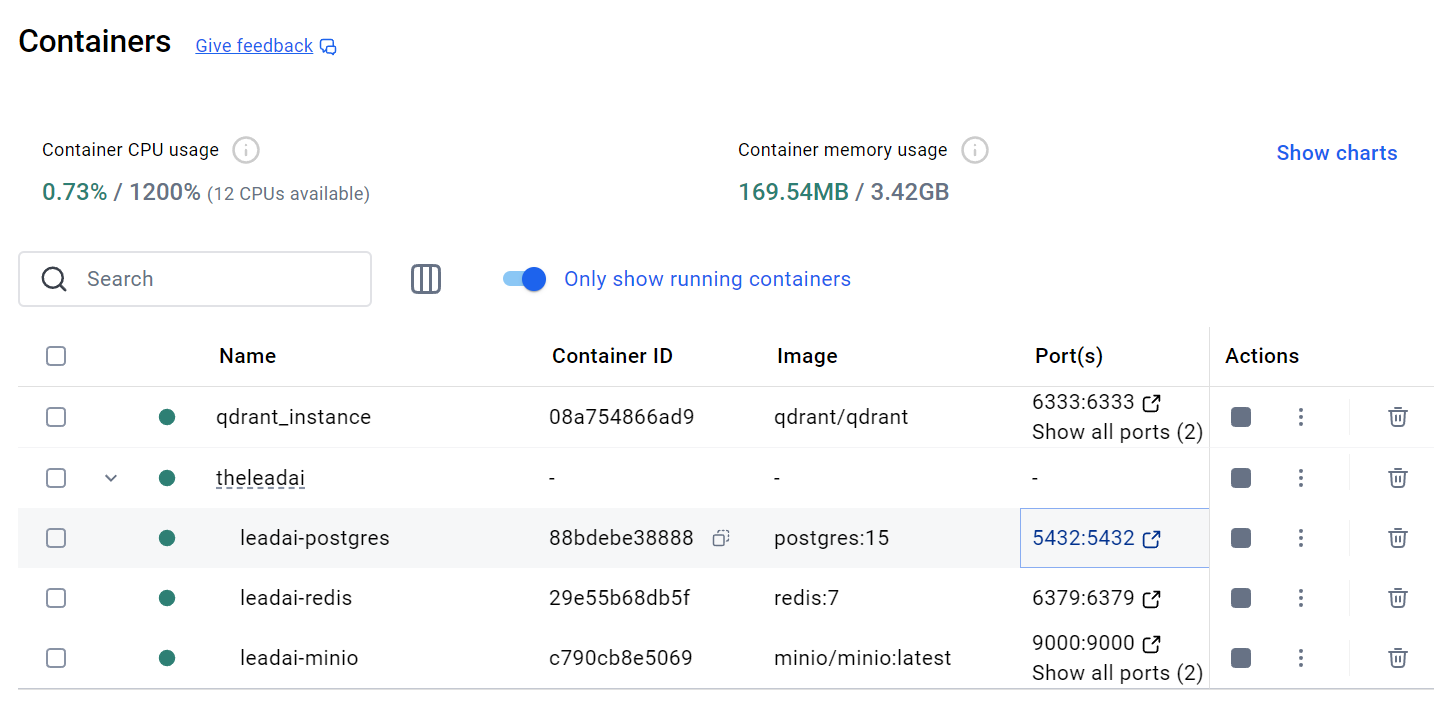 Containers Give feedback
Container CPU usage Container memory usage Show charts
0.73% / 1200% (12 CPUs available) 169.54MB / 3.42GB
Search Only show running containers
Name Container ID Image Port(s) Actions
qdrant_instance 08a754866ad9 qdrant/qdrant 6333:6333
Show all ports (2)
theleadai - - -
leadai-postgres 88bdebe38888 postgres:15 5432:5432
leadai-redis 29e55b68db5f redis:7 6379:6379
leadai-minio c790cb8e5069 minio/minio:latest 9000:9000
Show all ports (2)